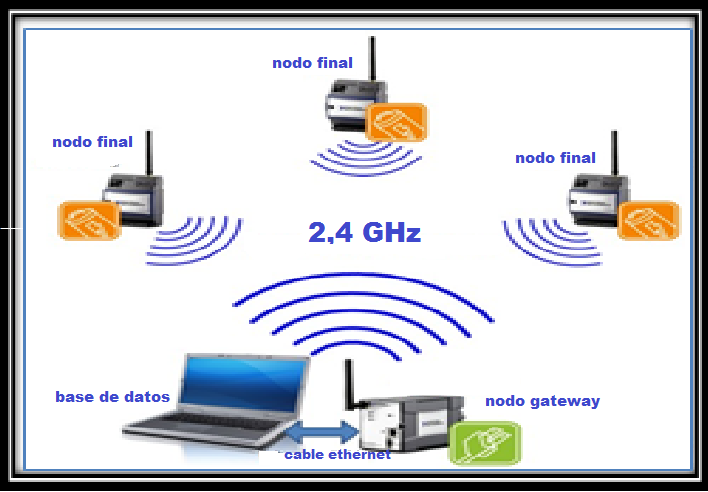 nodo final
nodo final
nodo final
2,4 GHz
base de datos
nodo gateway
cable ethernet